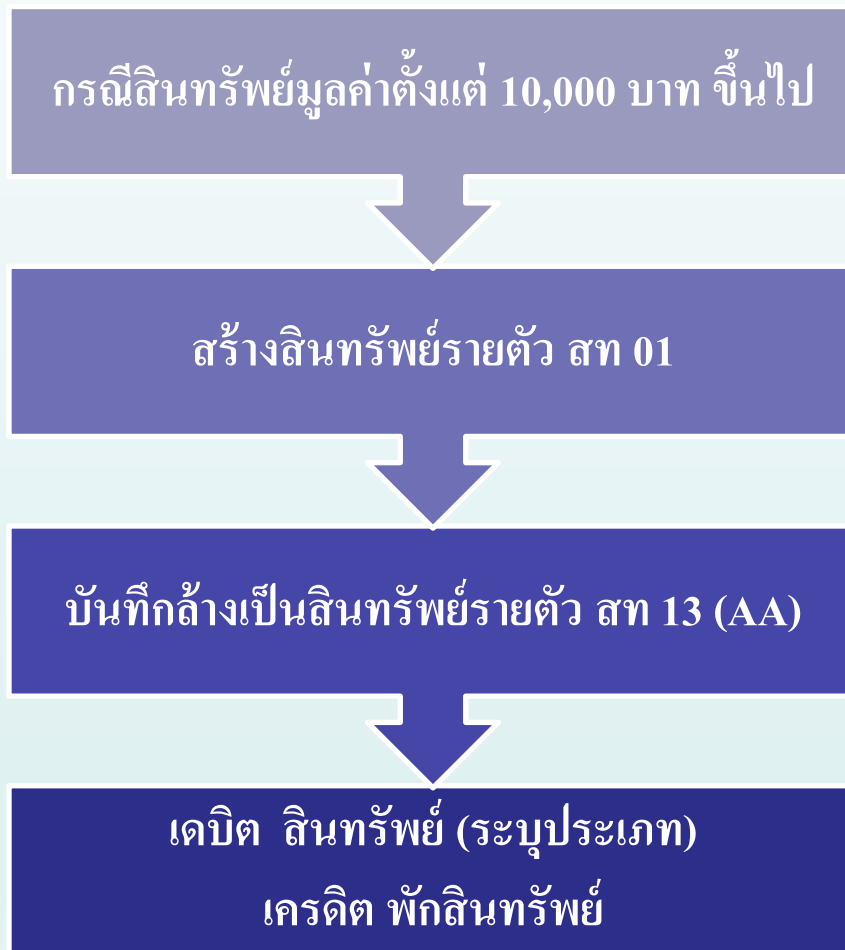 กรณีสินทรัพย์มูลค่าตั้งแต่ 10,000 บาท ขึ้นไป
สร้างสินทรัพย์รายตัว สท 01
บันทึกล้างเป็นสินทรัพย์รายตัว สท 13 (AA)
เดบิต สินทรัพย์ (ระบุประเภท)
เครดิต พักสินทรัพย์